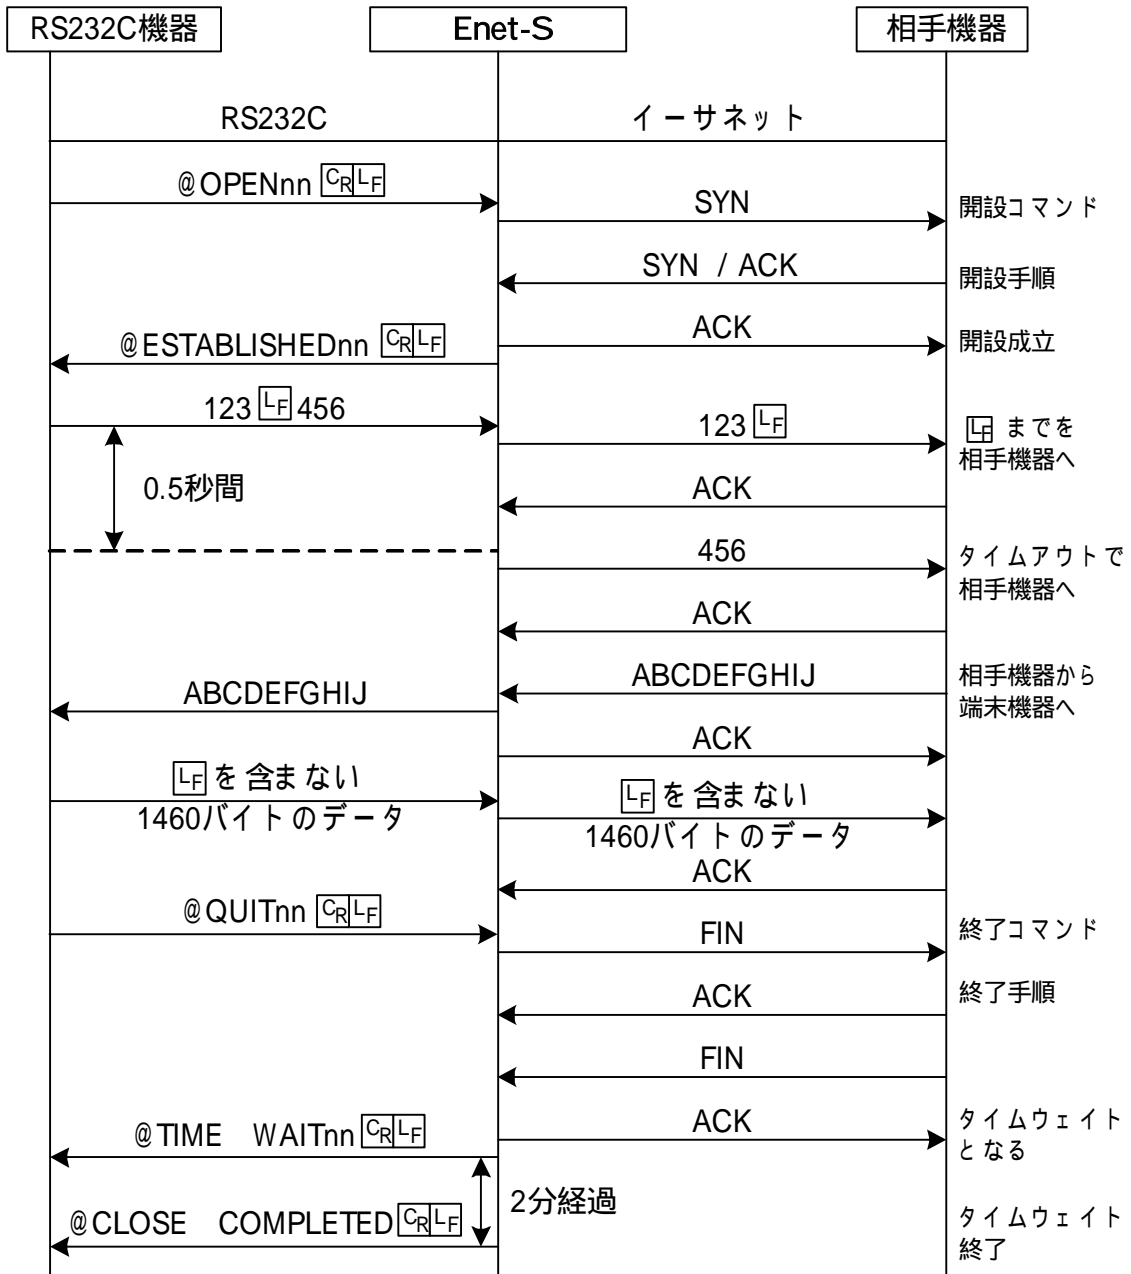 RS232C機器
Enet-S
相手機器
RS232C
イーサネット
@OPENnn CRLF
SYN
開設コマンド
SYN / ACK
開設手順
ACK
開設成立
@ESTABLISHEDnn CRLF
123 LF 456
123 LF
LF までを
相手機器へ
0.5秒間
ACK
456
タイムアウトで
相手機器へ
ACK
ABCDEFGHIJ
ABCDEFGHIJ
相手機器から
端末機器へ
ACK
LF を含まない
1460バイトのデータ
LF を含まない
1460バイトのデータ
ACK
@QUITnn CRLF
FIN
終了コマンド
ACK
終了手順
FIN
@TIME WAITnn CRLF
ACK
タイムウェイト
となる
2分経過
@CLOSE COMPLETED CRLF
タイムウェイト
終了